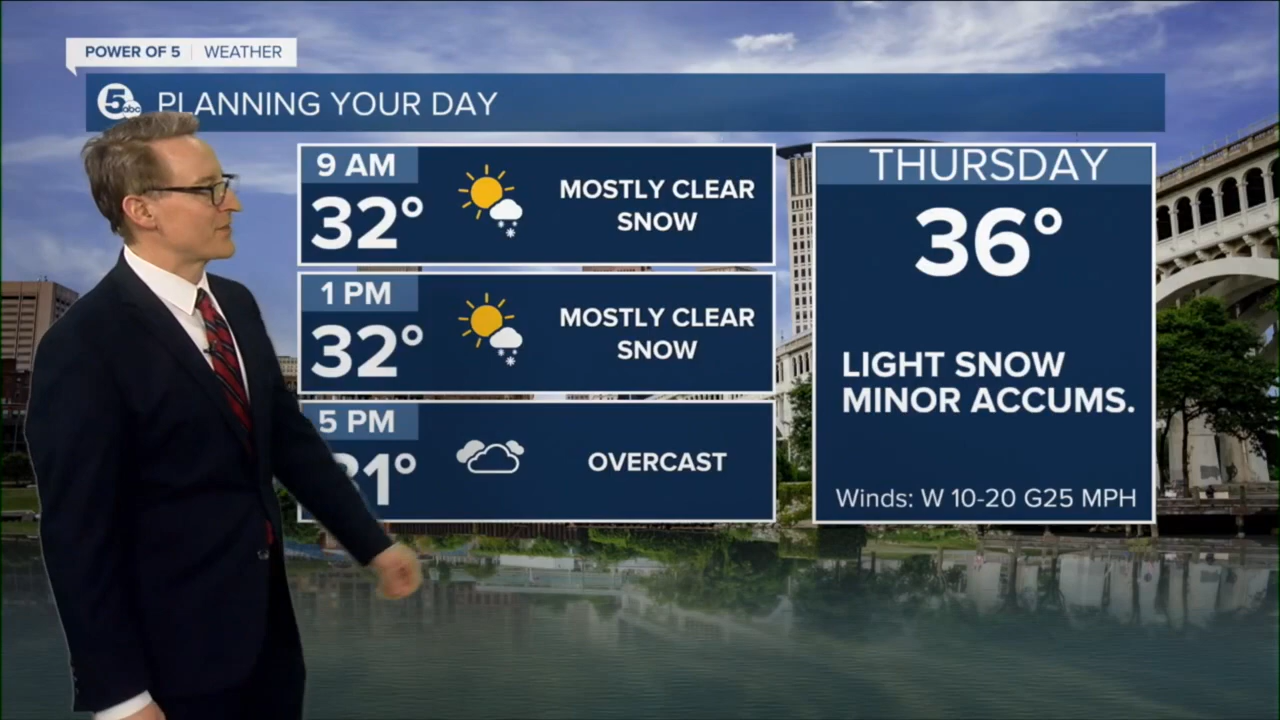 POWER OF 5 WEATHER
5 abc PLANNING YOUR DAY
9 AM
32°
MOSTLY CLEAR
SNOW
1 PM
32°
MOSTLY CLEAR
SNOW
5 PM
OVERCAST
THURSDAY
36°
LIGHT SNOW
MINOR ACCUMS.
Winds: W 10-20 G25 MPH